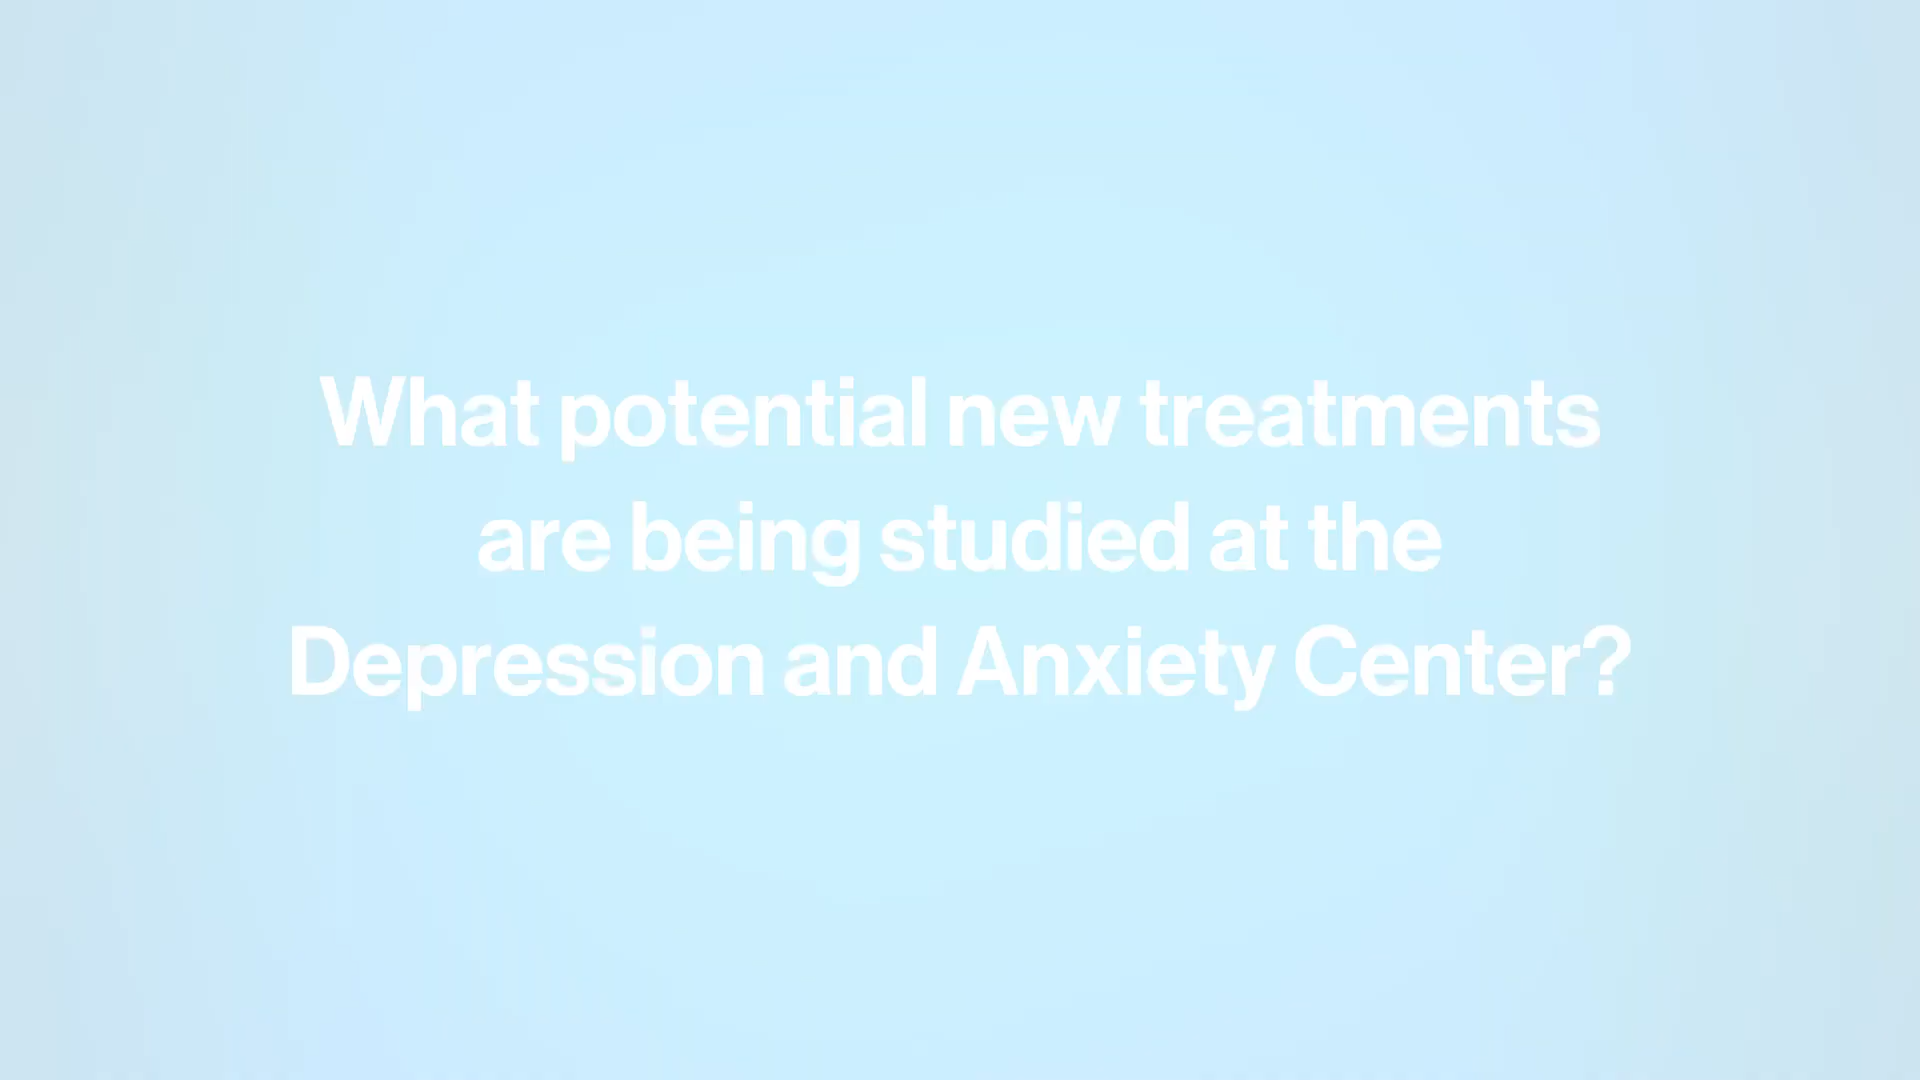 What potential new treatments
are being studied at the
Depression and Anxiety Center?